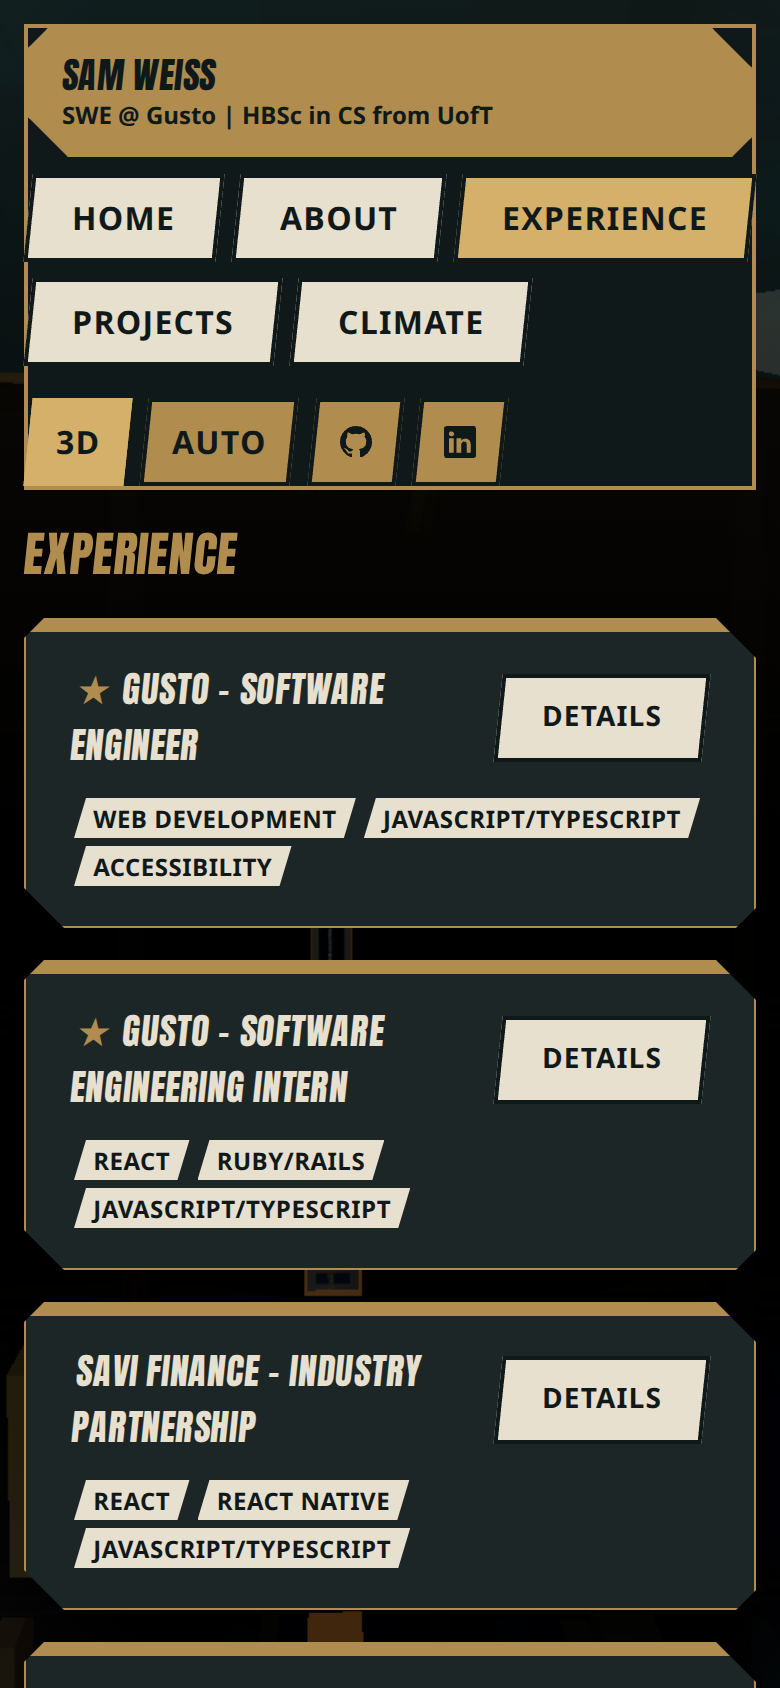 SAM WEISS
SWE @ Gusto | HBSc in CS from UofT
HOME ABOUT EXPERIENCE
PROJECTS CLIMATE
3D AUTO
EXPERIENCE
★ GUSTO - SOFTWARE
ENGINEER
DETAILS
WEB DEVELOPMENT JAVASCRIPT/TYPESCRIPT
ACCESSIBILITY
★ GUSTO - SOFTWARE
ENGINEERING INTERN
DETAILS
REACT RUBY/RAILS
JAVASCRIPT/TYPESCRIPT
SAVI FINANCE - INDUSTRY
PARTNERSHIP
DETAILS
REACT REACT NATIVE
JAVASCRIPT/TYPESCRIPT